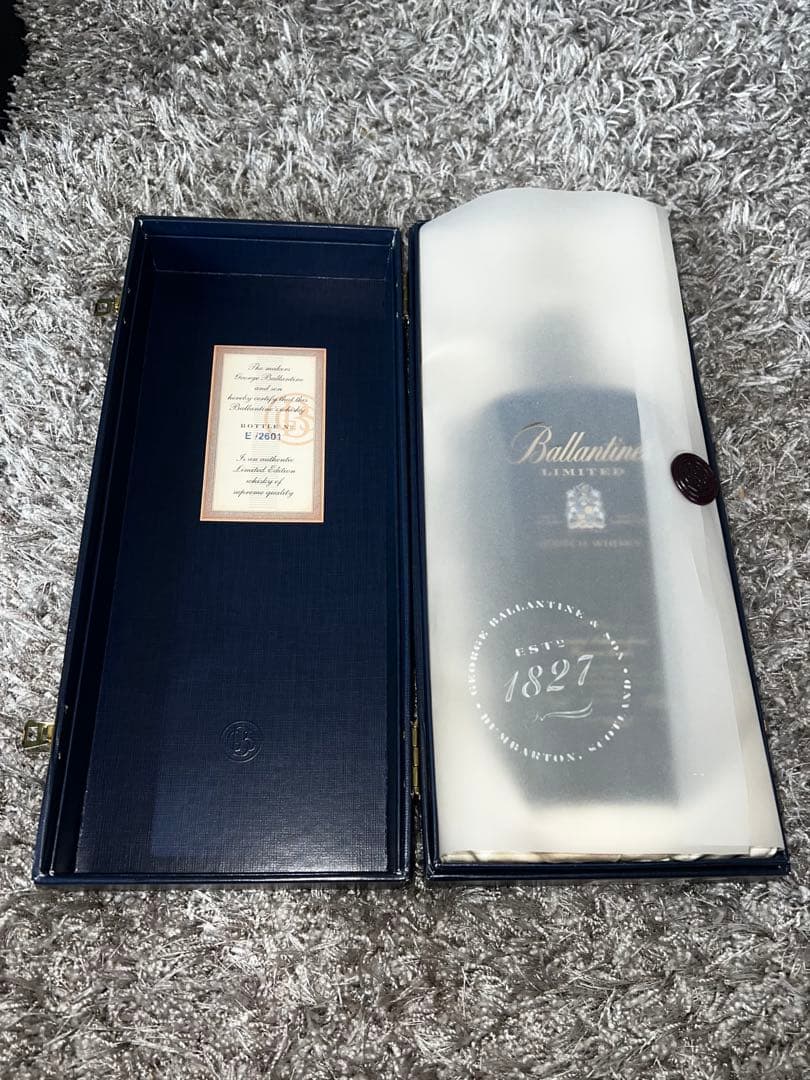 The makers
George Ballantine
and son
hereby certify that this
Ballantine's whisky
BOTTLE Nº
E /2601
Is an authentic
Limited Edition
whisky of
supreme quality
Ballantine
LIMITED
SCOTCH WHISKY
GEORGE BALLANTINE & SON • DUMBARTON, SCOTLAND •
ESTD
1827